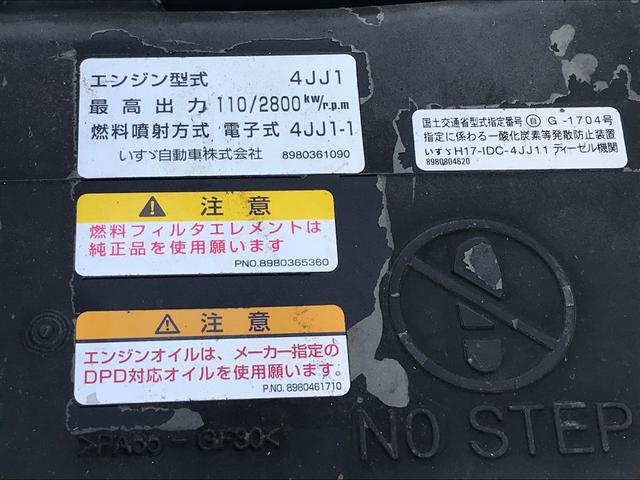 エンジン型式 4JJ1
最高出力 110/2800 kw/r.p.m
燃料噴射方式 電子式 4JJ1-1
いすゞ自動車株式会社 8980361090
国土交通省型式指定番号 自 G-1704号
指定に係わる一酸化炭素等発散防止装置
いすゞH17-IDC-4JJ11 ディーゼル機関
8980804620
注意
燃料フィルタエレメントは
純正品を使用願います
PNO.8980365360
注意
エンジンオイルは、メーカー指定の
DPD対応オイルを使用願います。
P.NO. 8980461710
>PA66-GF30<
NO STEP